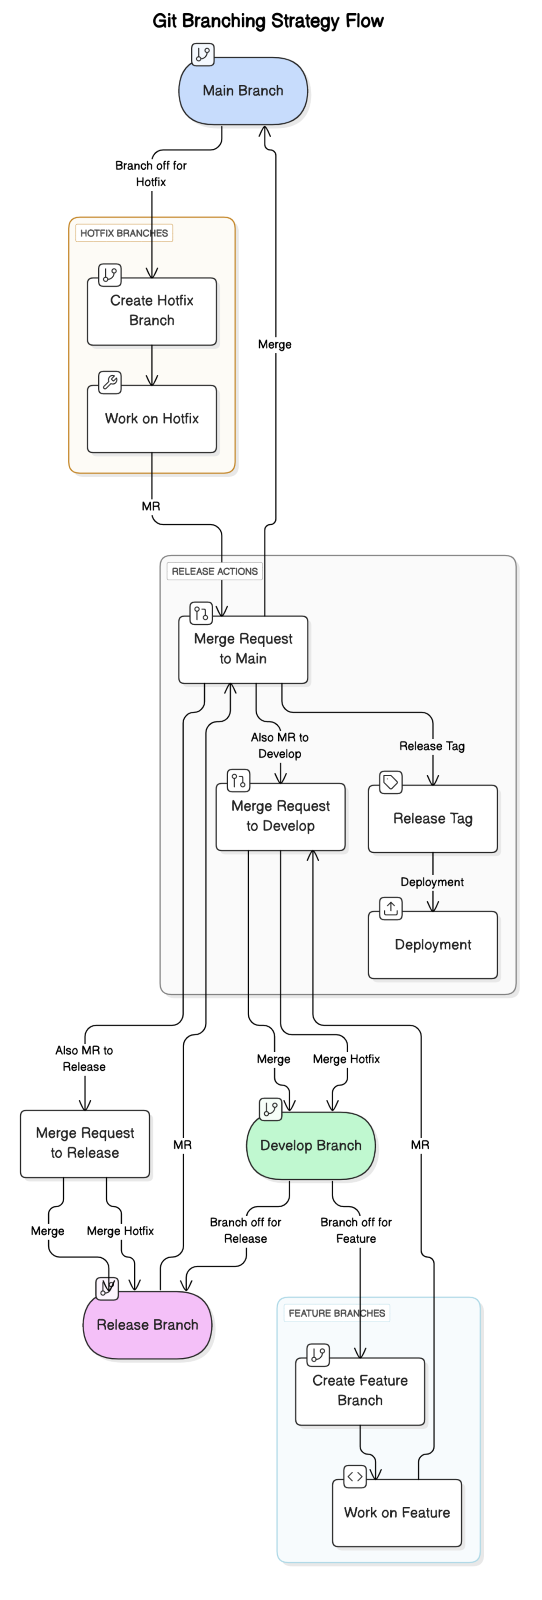 Git Branching Strategy Flow
Main Branch
Branch off for
Hotfix
HOTFIX BRANCHES
Create Hotfix
Branch
Merge
Work on Hotfix
MR
RELEASE ACTIONS
Merge Request
to Main
Also MR to
Develop
Release Tag
Merge Request
to Develop
Release Tag
Deployment
Deployment
Also MR to
Release
Merge
Merge Hotfix
Merge Request
to Release
MR
Develop Branch
MR
Merge
Merge Hotfix
Branch off for
Release
Branch off for
Feature
Release Branch
FEATURE BRANCHES
Create Feature
Branch
Work on Feature